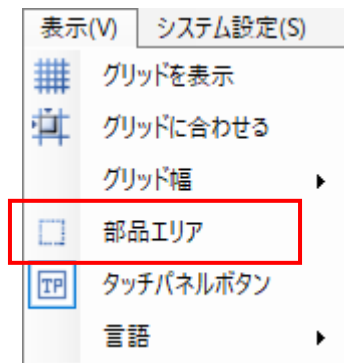 表示(V) システム設定(S)
グリッドを表示
グリッドに合わせる
グリッド幅
部品エリア
TP タッチパネルボタン
言語